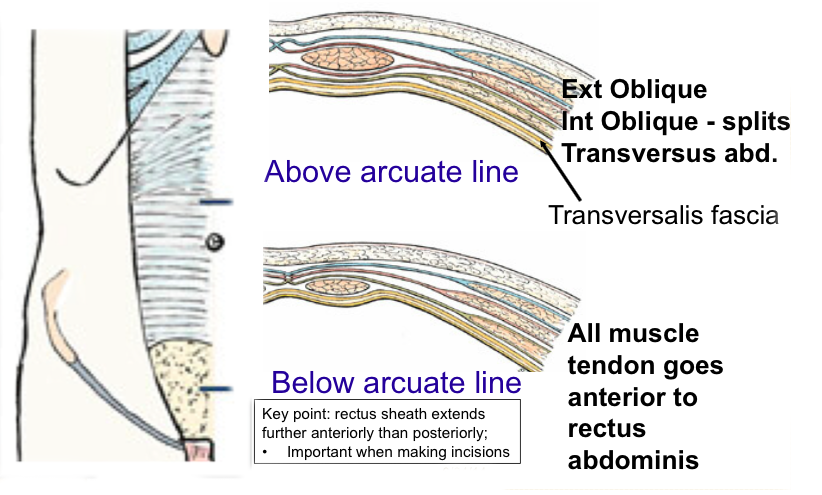 Ext Oblique
Int Oblique - splits
Transversus abd.
Above arcuate line
Transversalis fascia
All muscle
tendon goes
anterior to
rectus
abdominis
Below arcuate line
Key point: rectus sheath extends
further anteriorly than posteriorly;
• Important when making incisions